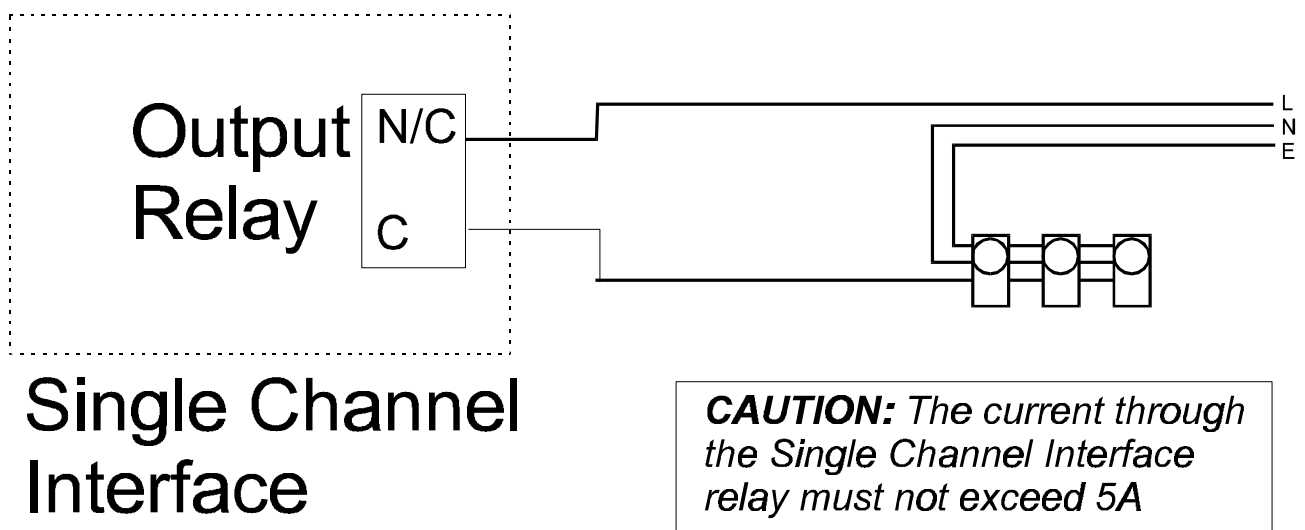 Output
Relay
N/C
C
L
N
E
Single Channel
Interface
CAUTION: The current through
the Single Channel Interface
relay must not exceed 5A